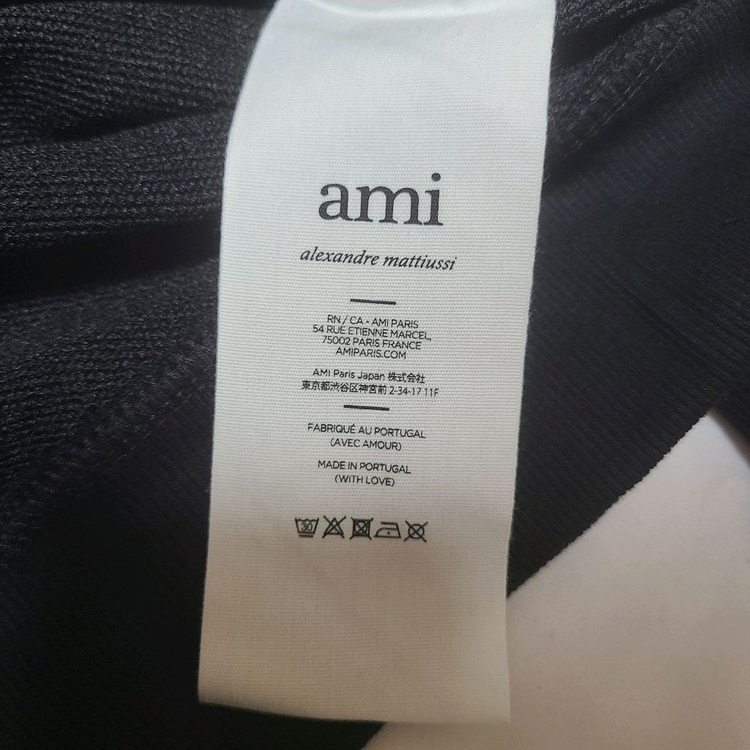 ami
alexandre mattiussi
RN / CA - AMI PARIS
54 RUE ETIENNE MARCEL,
75002 PARIS FRANCE
AMIPARIS.COM
AMI Paris Japan 株式会社
東京都渋谷区神宮前 2-34-17 11F
FABRIQUÉ AU PORTUGAL
(AVEC AMOUR)
MADE IN PORTUGAL
(WITH LOVE)
30